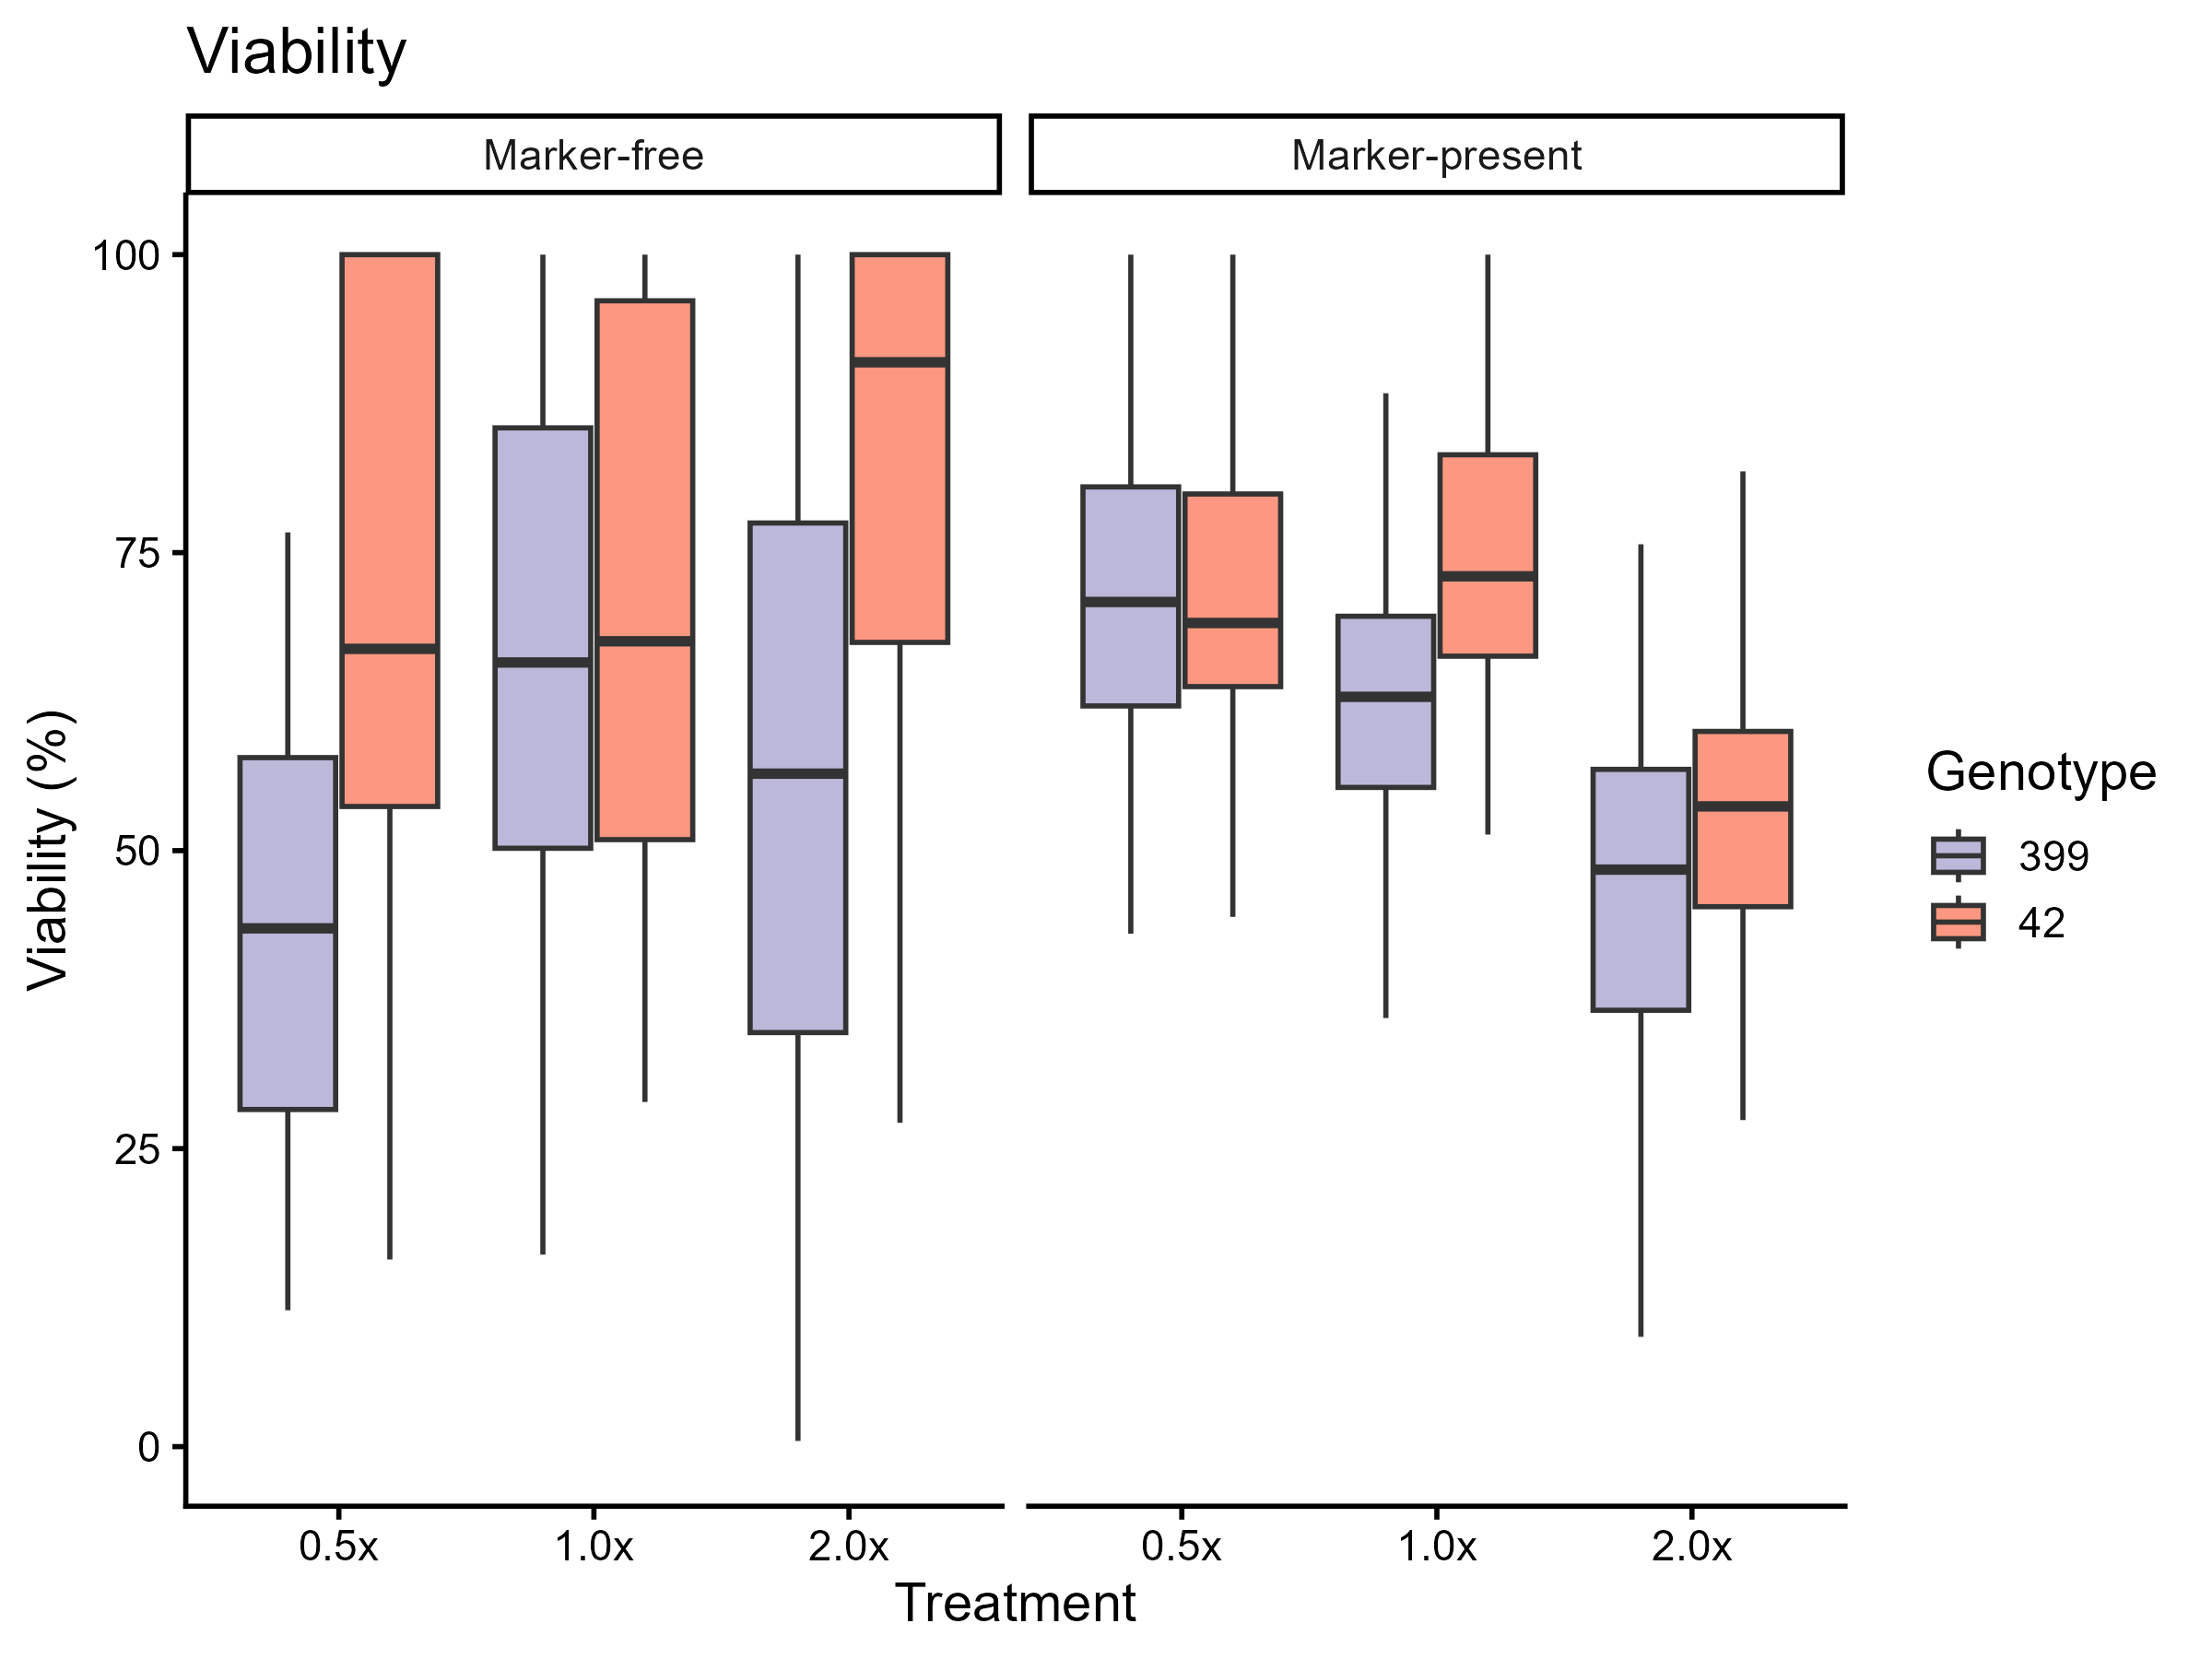 Viability
Marker-free
Marker-present
Viability (%)
100
75
50
25
0
0.5x
1.0x
2.0x
0.5x
1.0x
2.0x
Treatment
Genotype
399
42